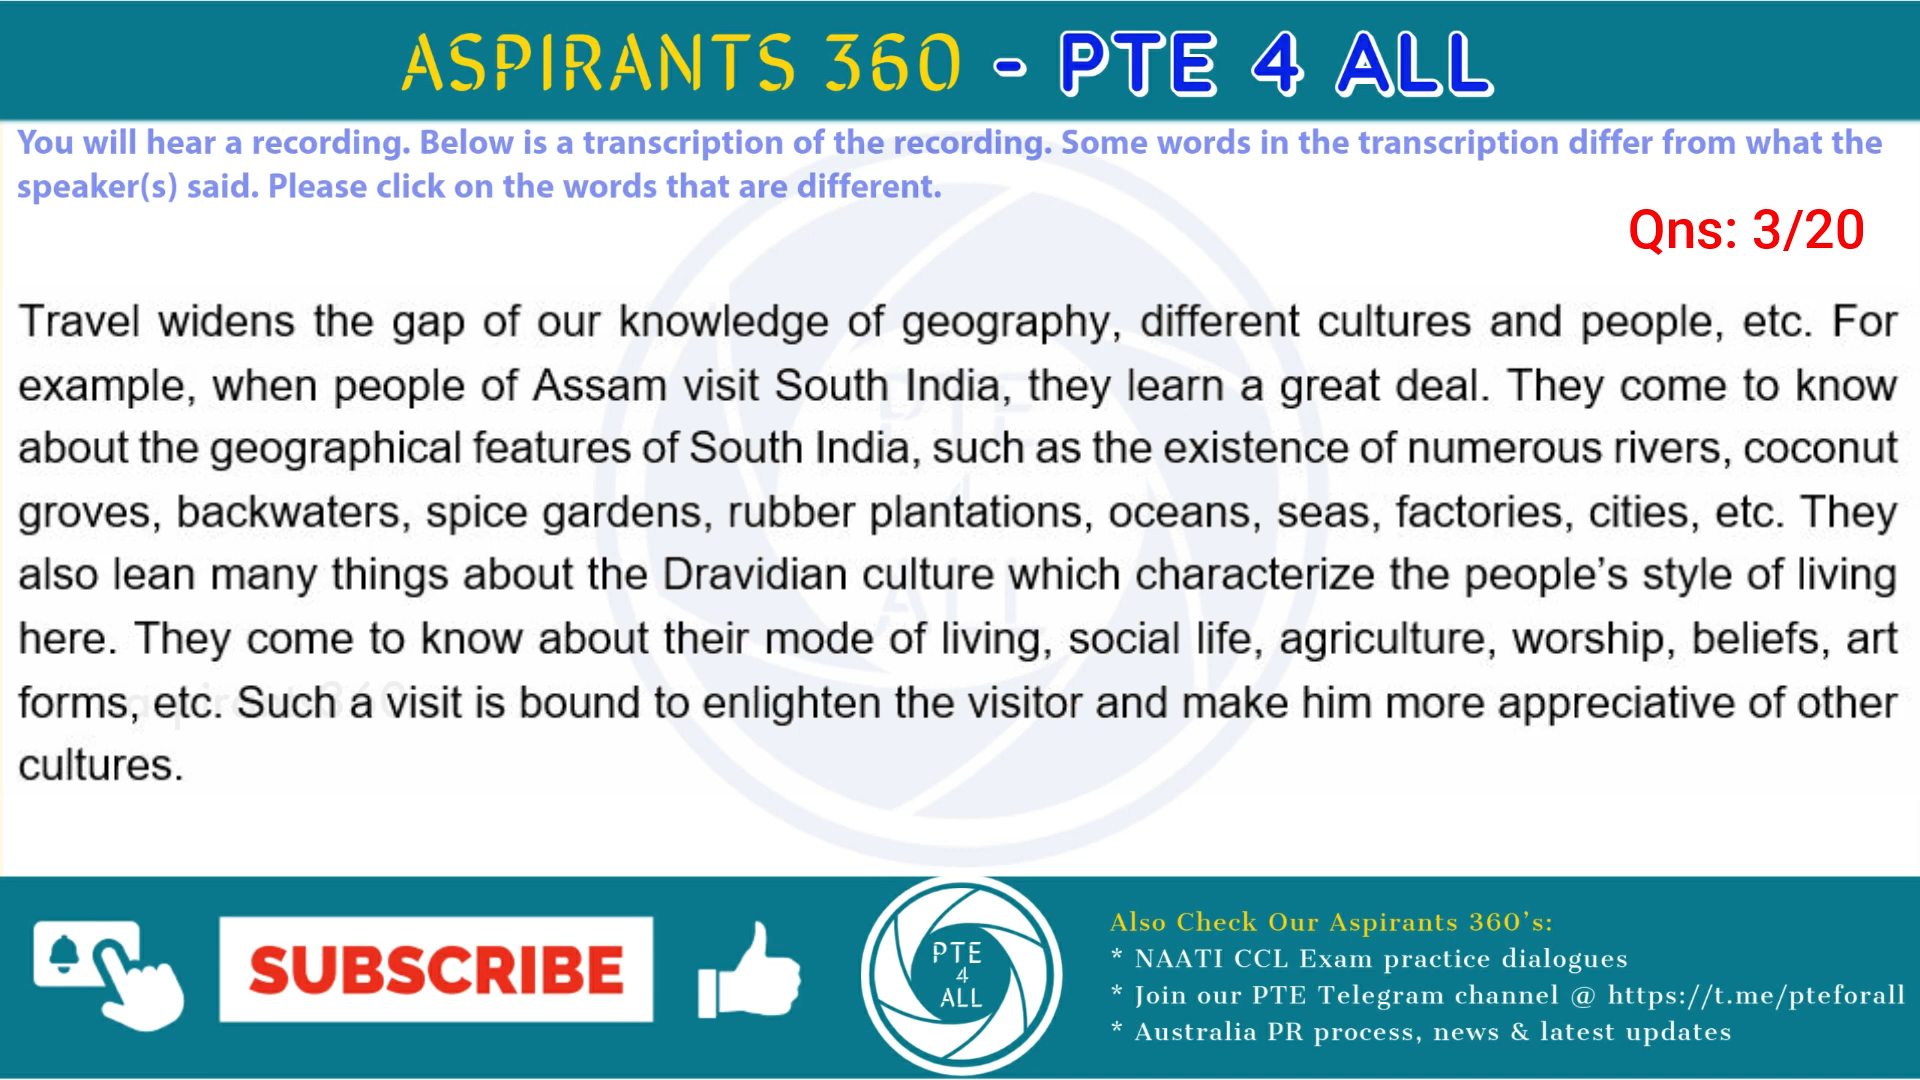 ASPIRANTS 360 - PTE 4 ALL
You will hear a recording. Below is a transcription of the recording. Some words in the transcription differ from what the
speaker(s) said. Please click on the words that are different.
Qns: 3/20
Travel widens the gap of our knowledge of geography, different cultures and people, etc. For
example, when people of Assam visit South India, they learn a great deal. They come to know
about the geographical features of South India, such as the existence of numerous rivers, coconut
groves, backwaters, spice gardens, rubber plantations, oceans, seas, factories, cities, etc. They
also lean many things about the Dravidian culture which characterize the people's style of living
here. They come to know about their mode of living, social life, agriculture, worship, beliefs, art
forms, etc. Such a visit is bound to enlighten the visitor and make him more appreciative of other
cultures.
aspirants360
PTE
4
ALL
SUBSCRIBE
PTE
4
ALL
Also Check Our Aspirants 360's:
* NAATI CCL Exam practice dialogues
* Join our PTE Telegram channel @ https://t.me/pteforall
* Australia PR process, news & latest updates